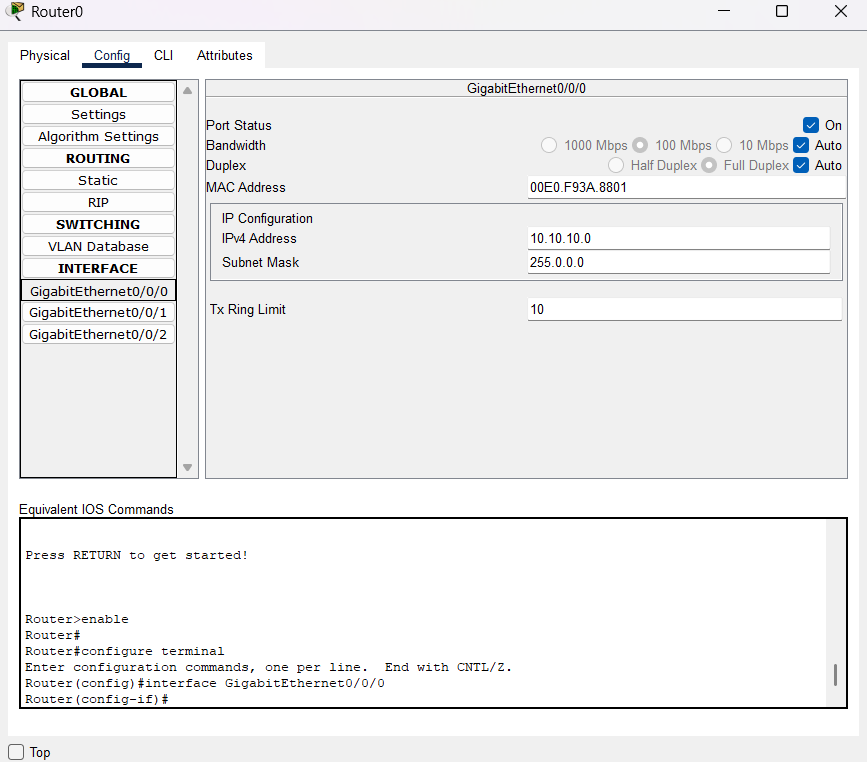 Router0
Physical Config CLI Attributes
GLOBAL
Settings
Algorithm Settings
ROUTING
Static
RIP
SWITCHING
VLAN Database
INTERFACE
GigabitEthernet0/0/0
GigabitEthernet0/0/1
GigabitEthernet0/0/2
GigabitEthernet0/0/0
Port Status On
Bandwidth 1000 Mbps 100 Mbps 10 Mbps Auto
Duplex Half Duplex Full Duplex Auto
MAC Address 00E0.F93A.8801
IP Configuration
IPv4 Address 10.10.10.0
Subnet Mask 255.0.0.0
Tx Ring Limit 10
Equivalent IOS Commands
Press RETURN to get started!
Router>enable
Router#
Router#configure terminal
Enter configuration commands, one per line.  End with CNTL/Z.
Router(config)#interface GigabitEthernet0/0/0
Router(config-if)#
Top